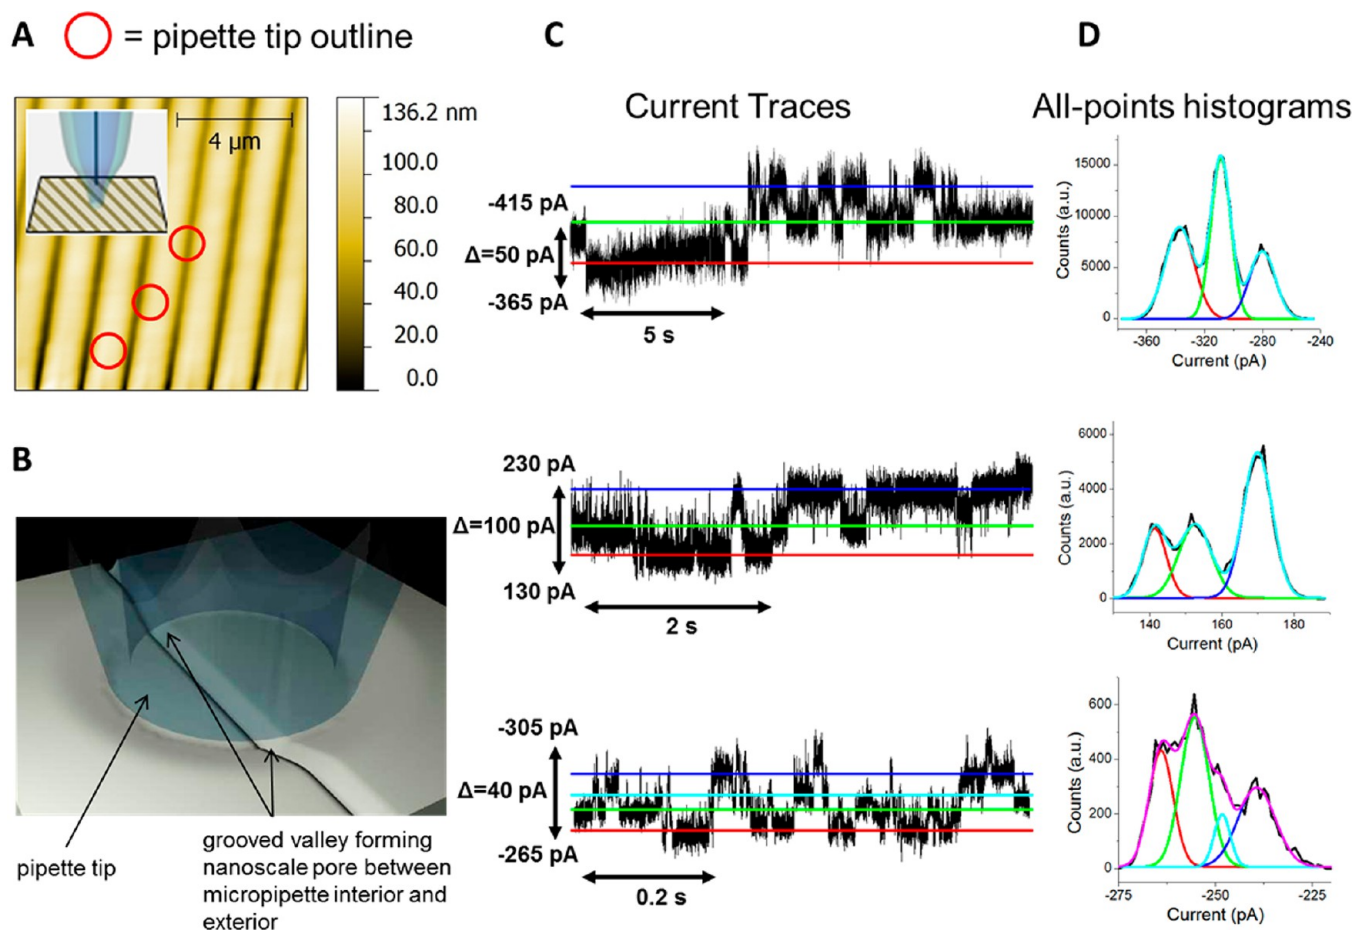 A
= pipette tip outline
4 μm
136.2 nm
100.0
80.0
60.0
40.0
20.0
0.0
B
pipette tip
grooved valley forming
nanoscale pore between
micropipette interior and
exterior
C
Current Traces
-415 pA
Δ=50 pA
-365 pA
5 s
230 pA
Δ=100 pA
130 pA
2 s
-305 pA
Δ=40 pA
-265 pA
0.2 s
D
All-points histograms
Counts (a.u.)
15000
10000
5000
0
-360
-320
-280
-240
Current (pA)
Counts (a.u.)
6000
4000
2000
0
140
160
180
Current (pA)
Counts (a.u.)
600
400
200
0
-275
-250
-225
Current (pA)